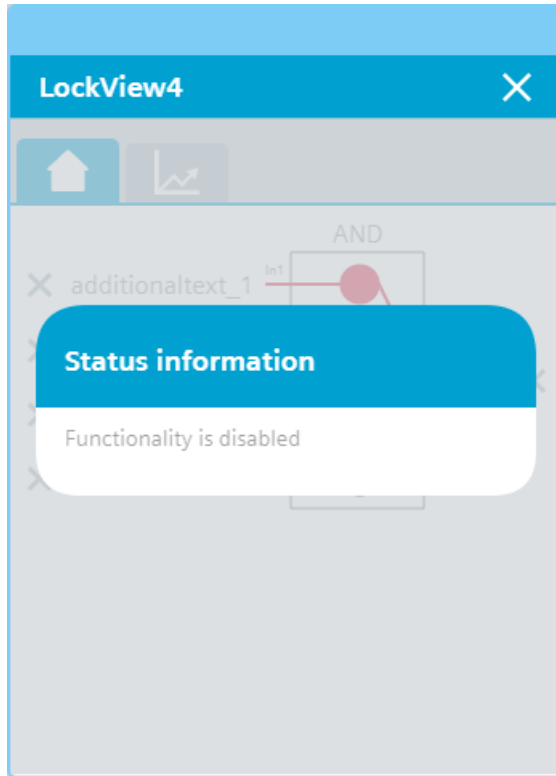 LockView4
AND
In1
additionaltext_1
Status information
Functionality is disabled